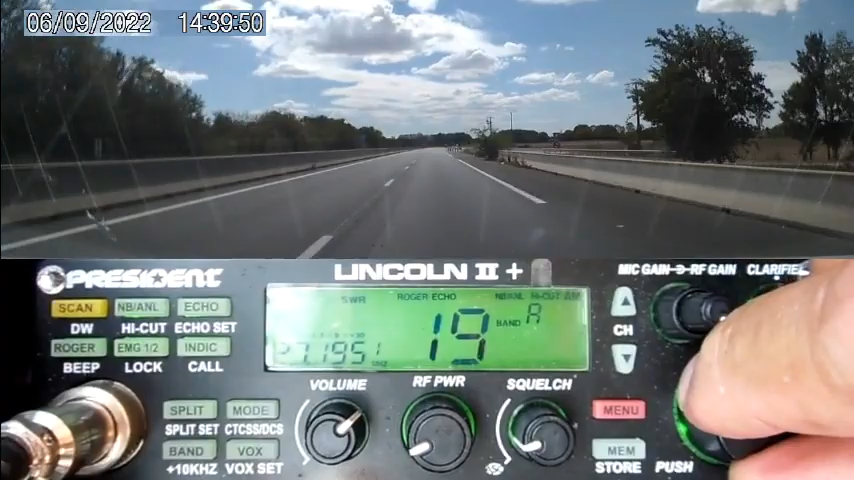 06/09/2022 14:39:50
PRESIDENT
LINCOLN II +
MIC GAIN RF GAIN CLARIFIER
SCAN NB/ANL ECHO
DW HI-CUT ECHO SET
ROGER EMG 1/2 INDIC
BEEP LOCK CALL
SWR ROGER ECHO NB/ANL HI-CUT AM
19 BAND A
27.1951
CH
VOLUME RF PWR SQUELCH
SPLIT MODE
SPLIT SET CTCSS/DCS
BAND VOX
+10KHZ VOX SET
MENU
MEM
STORE PUSH